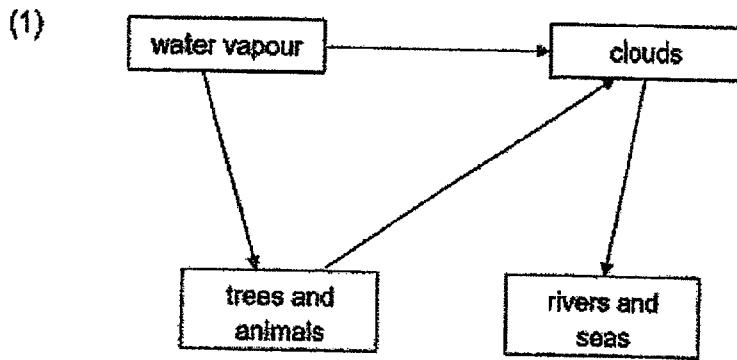 (1)
water vapour
clouds
trees and
animals
rivers and
seas